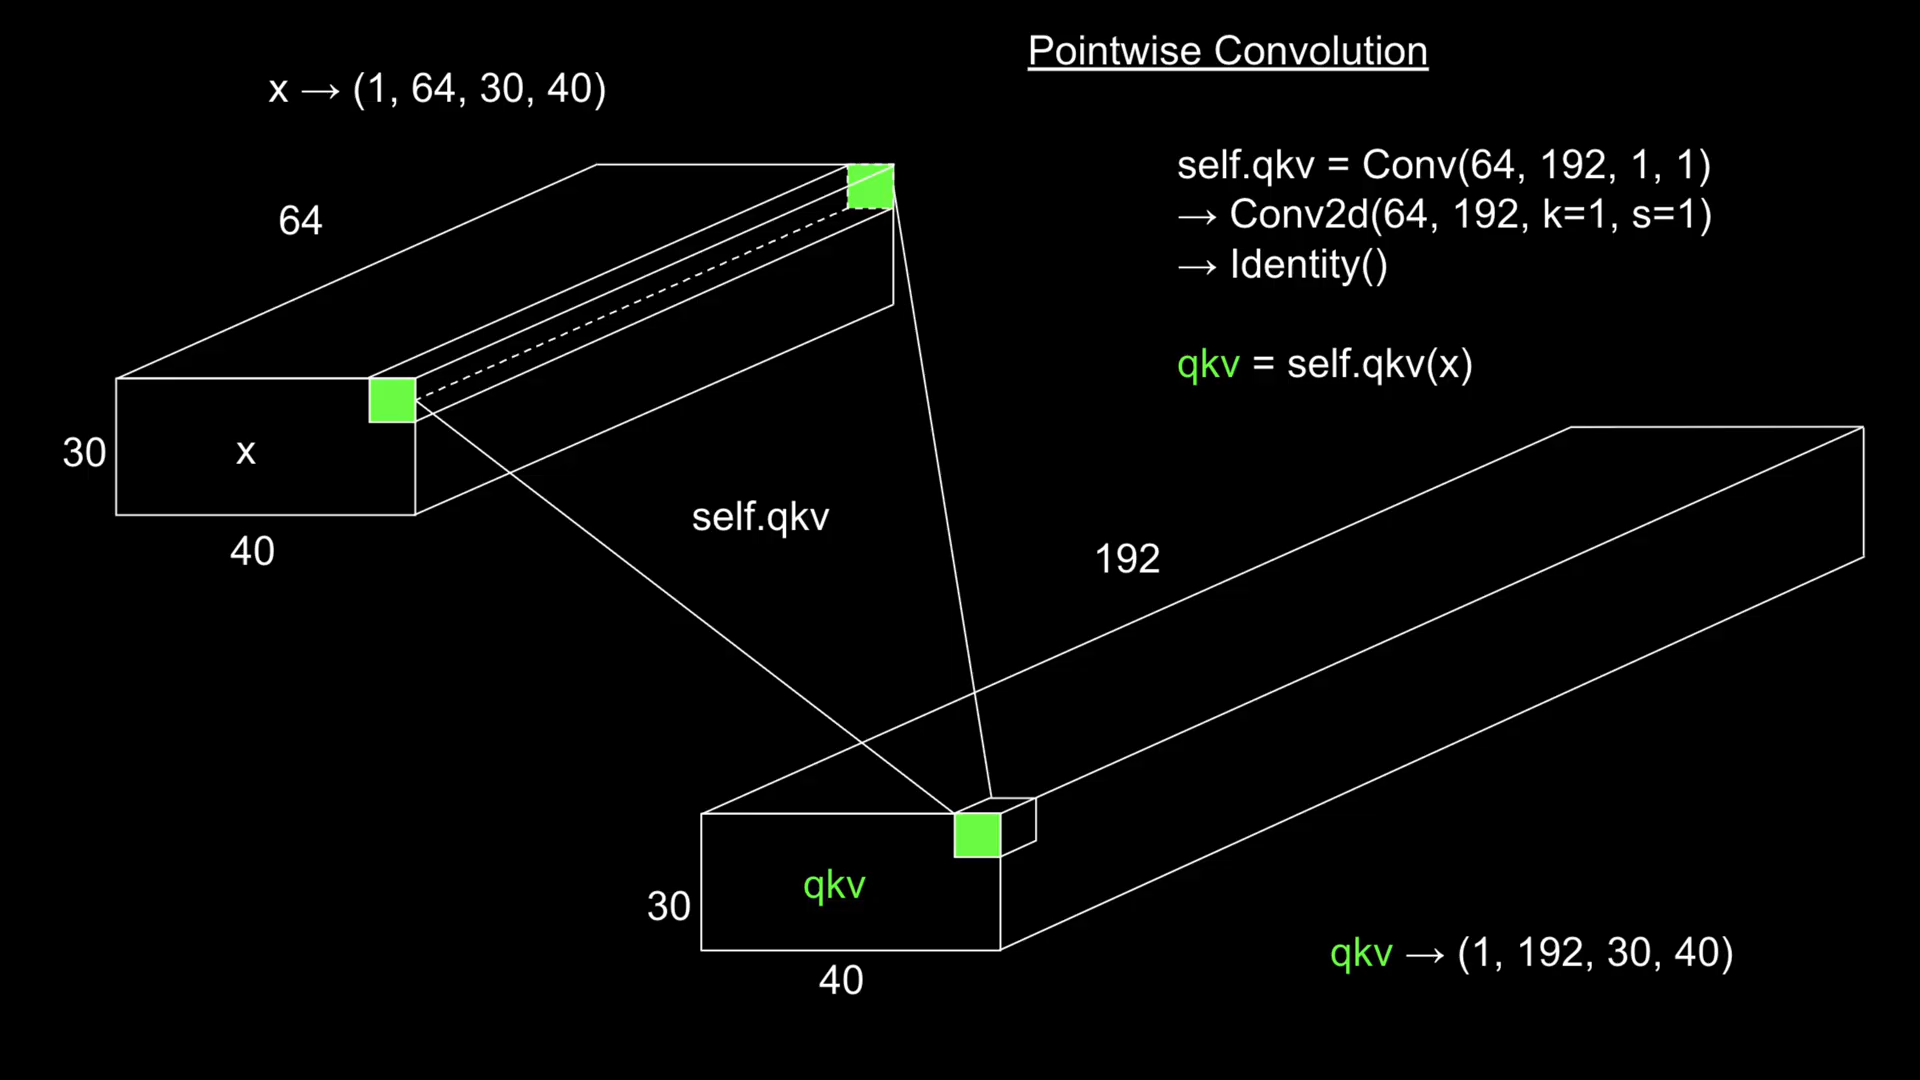 Pointwise Convolution
x → (1, 64, 30, 40)
self.qkv = Conv(64, 192, 1, 1)
→ Conv2d(64, 192, k=1, s=1)
→ Identity()
qkv = self.qkv(x)
64
30
x
40
self.qkv
192
30
qkv
40
qkv → (1, 192, 30, 40)